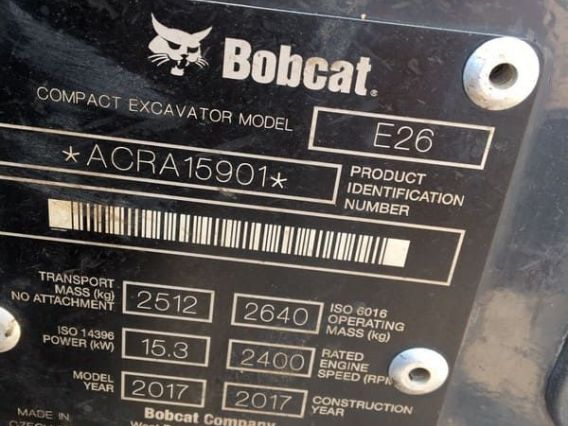 Bobcat®
COMPACT EXCAVATOR MODEL E26
*ACRA15901* PRODUCT
IDENTIFICATION
NUMBER
TRANSPORT
MASS (kg)
NO ATTACHMENT 2512
2640 ISO 6016
OPERATING
MASS (kg)
ISO 14396
POWER (kW) 15.3
2400 RATED
ENGINE
SPEED
MODEL
YEAR 2017
2017 CONSTRUCTION
YEAR
MADE IN
Bobcat Company